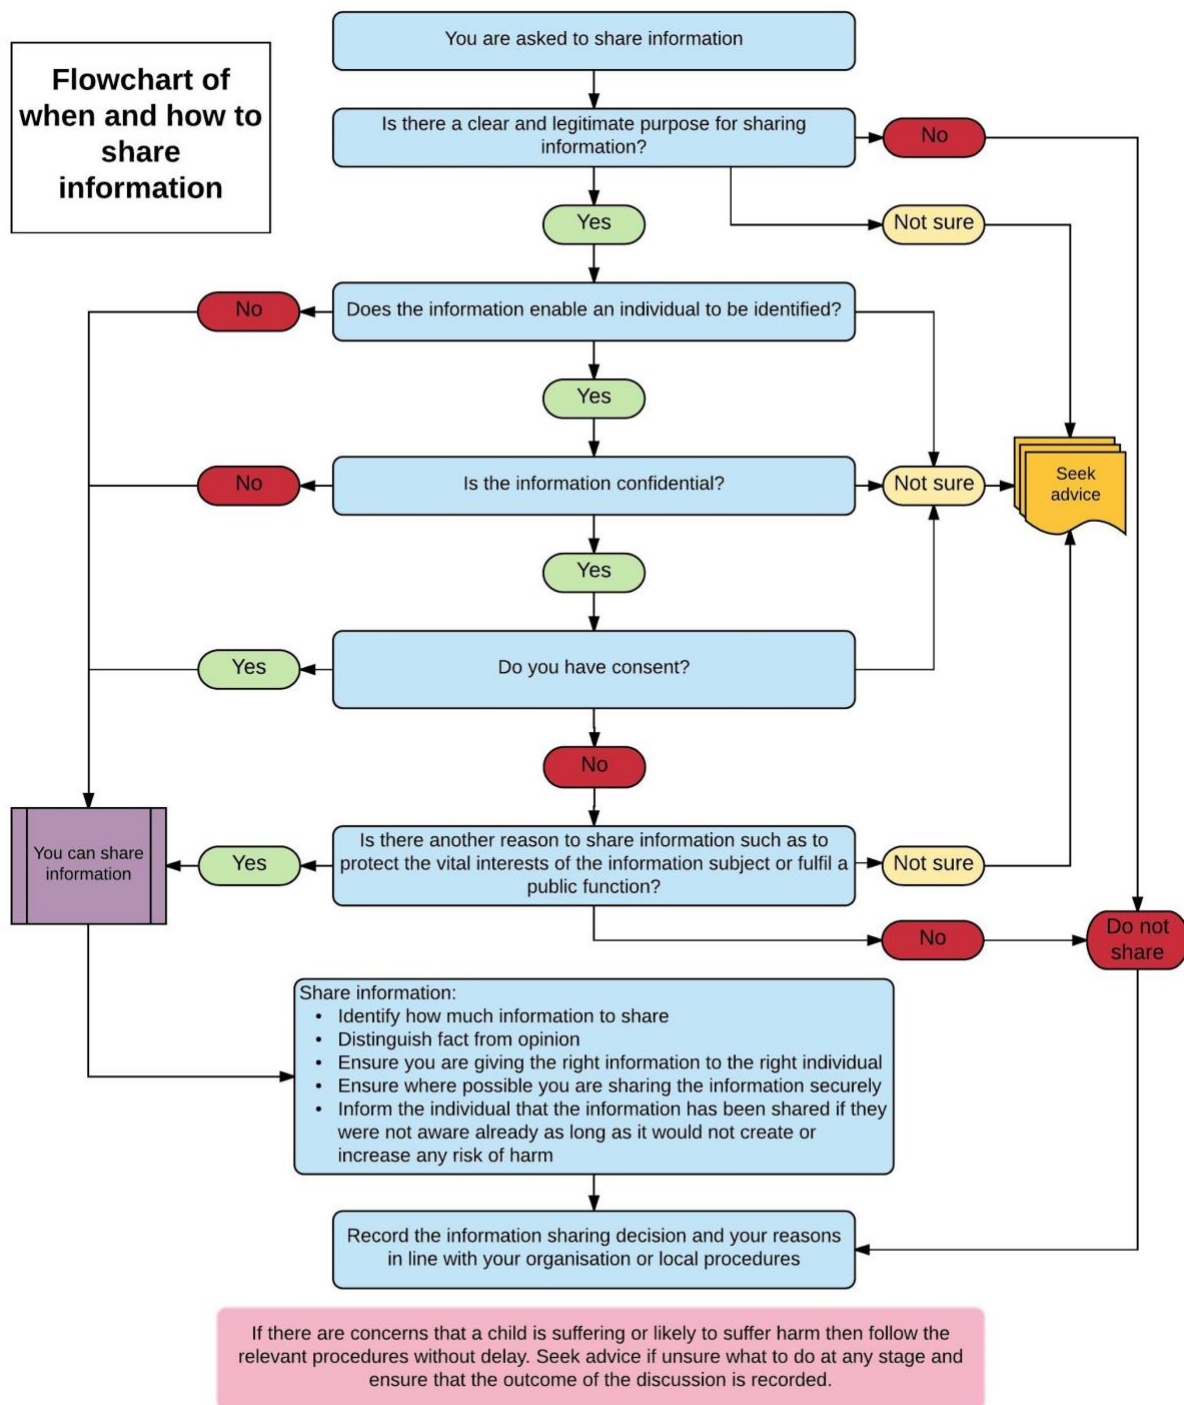 Flowchart of
when and how to
share
information
You are asked to share information
Is there a clear and legitimate purpose for sharing
information?
No
Yes
Not sure
No
Does the information enable an individual to be identified?
Yes
No
Is the information confidential?
Not sure
Seek
advice
Yes
Yes
Do you have consent?
No
You can share
information
Yes
Is there another reason to share information such as to
protect the vital interests of the information subject or fulfil a
public function?
Not sure
No
Do not
share
Share information:
• Identify how much information to share
• Distinguish fact from opinion
• Ensure you are giving the right information to the right individual
• Ensure where possible you are sharing the information securely
• Inform the individual that the information has been shared if they
were not aware already as long as it would not create or
increase any risk of harm
Record the information sharing decision and your reasons
in line with your organisation or local procedures
If there are concerns that a child is suffering or likely to suffer harm then follow the
relevant procedures without delay. Seek advice if unsure what to do at any stage and
ensure that the outcome of the discussion is recorded.